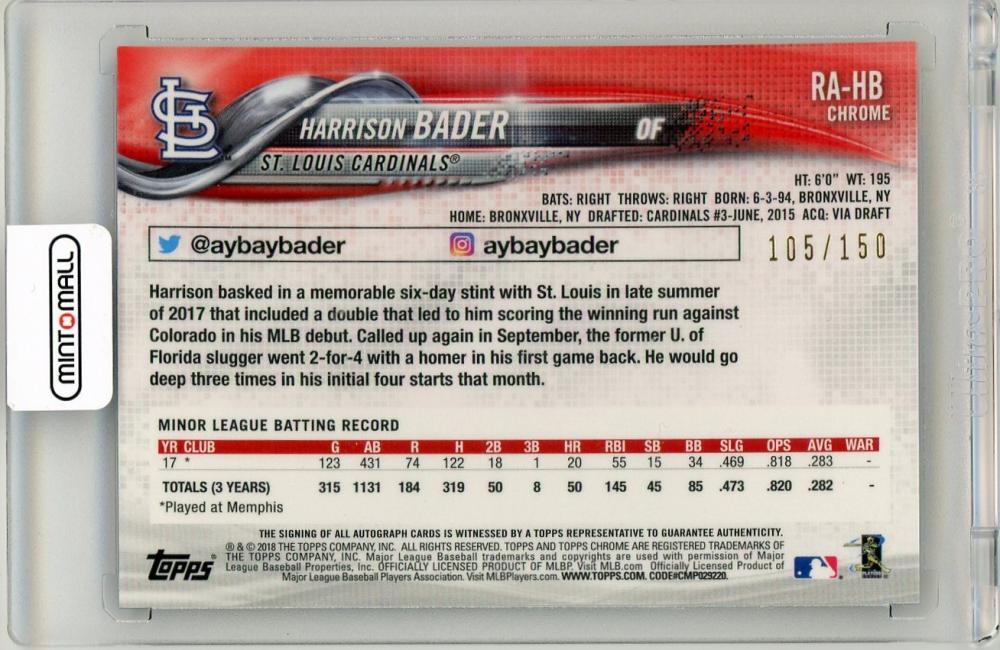 RA-HB
CHROME
STL
HARRISON BADER OF
ST. LOUIS CARDINALS®
HT: 6'0" WT: 195
BATS: RIGHT THROWS: RIGHT BORN: 6-3-94, BRONXVILLE, NY
HOME: BRONXVILLE, NY DRAFTED: CARDINALS #3-JUNE, 2015 ACQ: VIA DRAFT
@aybaybader aybaybader 105/150
MINTOMALL
Harrison basked in a memorable six-day stint with St. Louis in late summer
of 2017 that included a double that led to him scoring the winning run against
Colorado in his MLB debut. Called up again in September, the former U. of
Florida slugger went 2-for-4 with a homer in his first game back. He would go
deep three times in his initial four starts that month.
MINOR LEAGUE BATTING RECORD
YR CLUB G AB R H 2B 3B HR RBI SB BB SLG OPS AVG WAR
17 * 123 431 74 122 18 1 20 55 15 34 .469 .818 .283 -
TOTALS (3 YEARS) 315 1131 184 319 50 8 50 145 45 85 .473 .820 .282 -
*Played at Memphis
THE SIGNING OF ALL AUTOGRAPH CARDS IS WITNESSED BY A TOPPS REPRESENTATIVE TO GUARANTEE AUTHENTICITY.
® & © 2018 THE TOPPS COMPANY, INC. ALL RIGHTS RESERVED. TOPPS AND TOPPS CHROME ARE REGISTERED TRADEMARKS OF
THE TOPPS COMPANY, INC. Major League Baseball trademarks and copyrights are used with permission of Major
League Baseball Properties, Inc. OFFICIALLY LICENSED PRODUCT OF MLBP. Visit MLB.com Officially Licensed Product of
Major League Baseball Players Association. Visit MLBPlayers.com. WWW.TOPPS.COM. CODE#CMP029220.
TOPPS®